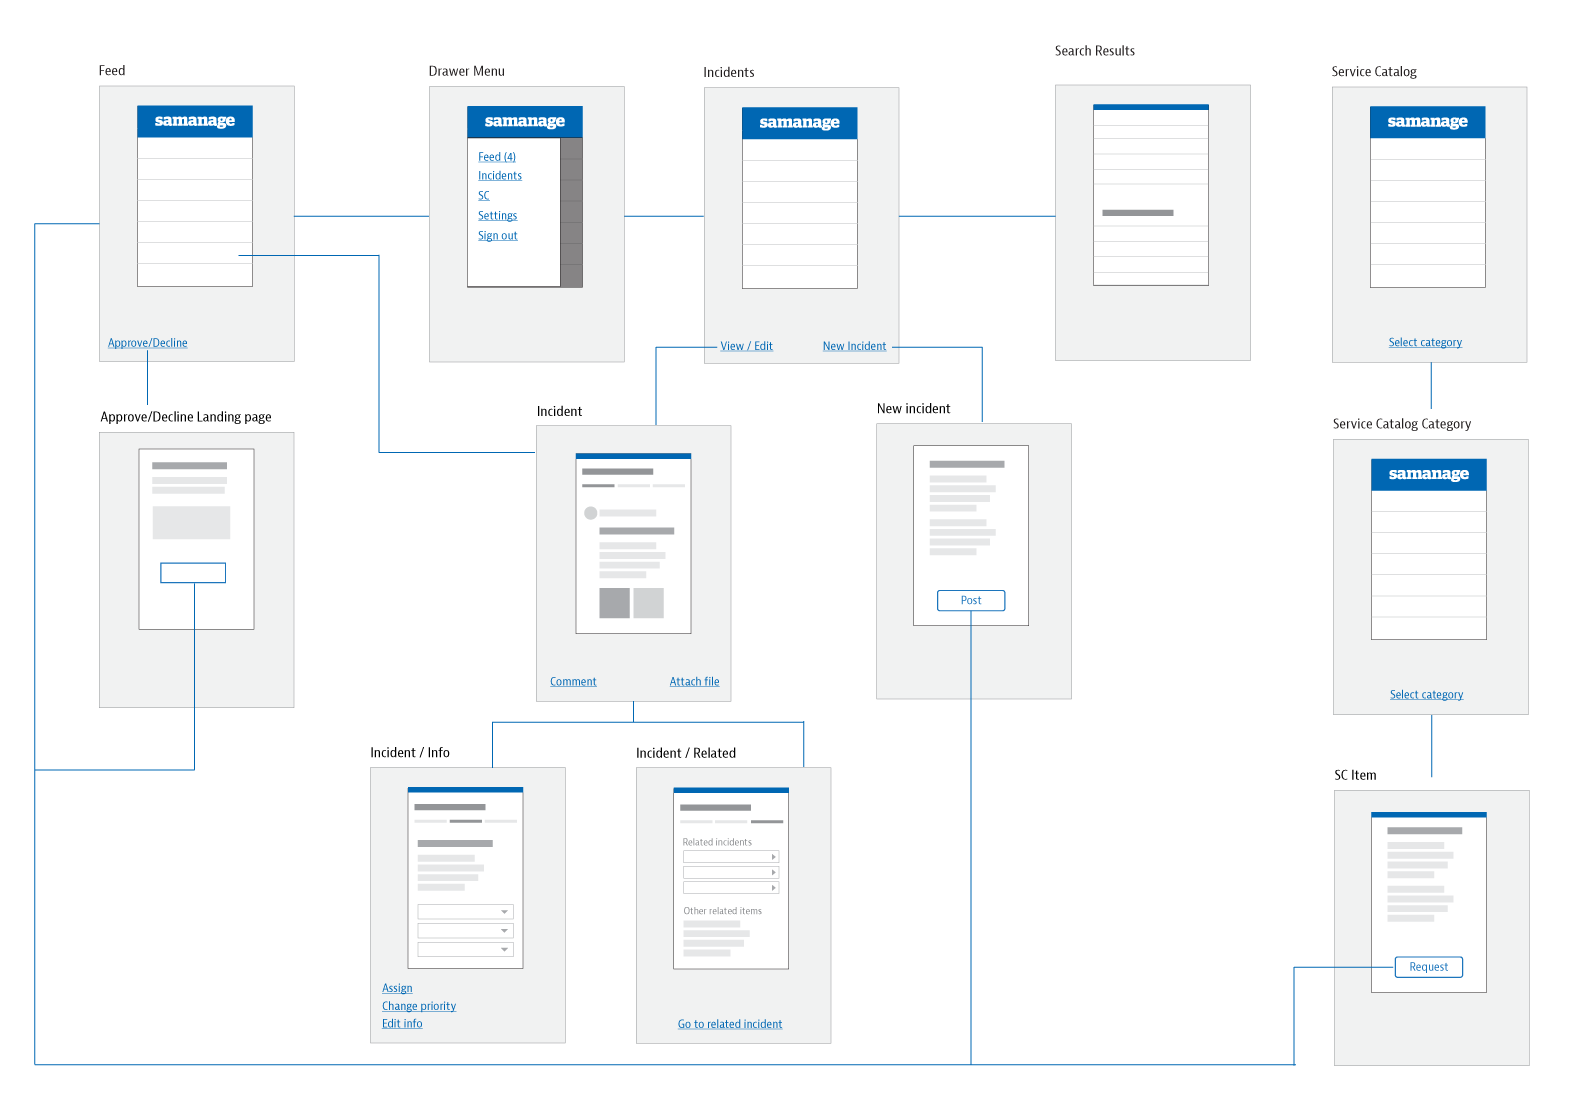 Search Results
Feed
Drawer Menu
Incidents
Service Catalog
samanage
samanage
samanage
samanage
Feed (4)
Incidents
SC
Settings
Sign out
Approve/Decline
View / Edit
New Incident
Select category
Approve/Decline Landing page
Incident
New incident
Service Catalog Category
samanage
Post
Comment
Attach file
Select category
Incident / Info
Incident / Related
SC Item
Related incidents
Other related items
Request
Assign
Change priority
Edit info
Go to related incident